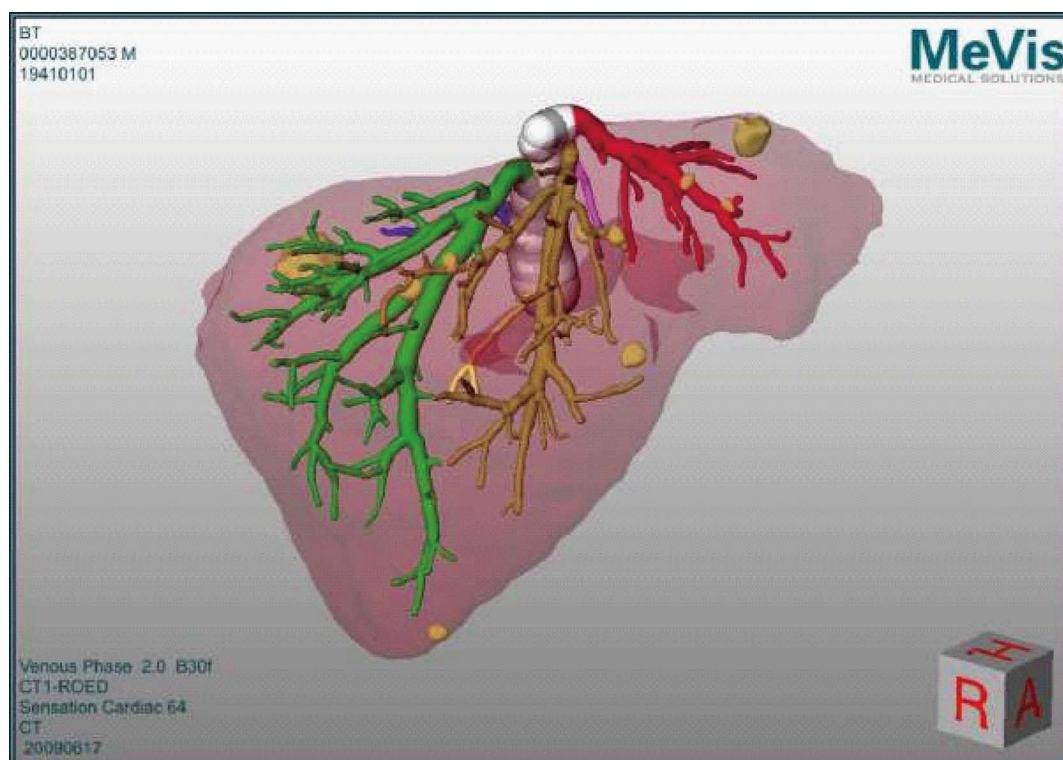 BT
0000387053 M
19410101
MeVis
MEDICAL SOLUTIONS
Venous Phase 2.0 B30f
CT1-ROED
Sensation Cardiac 64
CT
20090617
H
R A